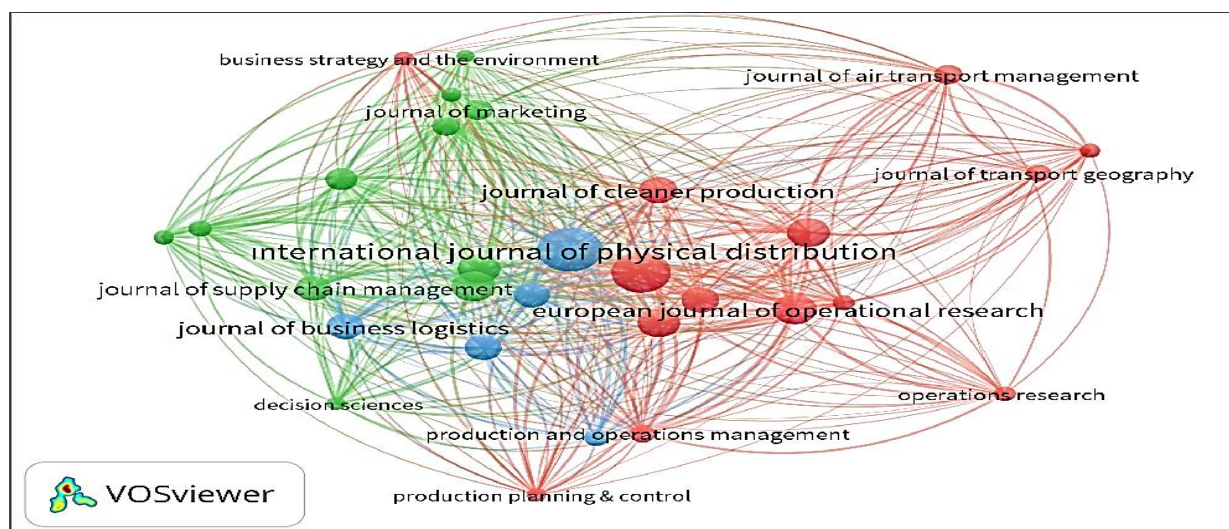 business strategy and the environment
journal of air transport management
journal of marketing
journal of transport geography
journal of cleaner production
international journal of physical distribution
journal of supply chain management
european journal of operational research
journal of business logistics
operations research
decision sciences
production and operations management
production planning & control
VOSviewer